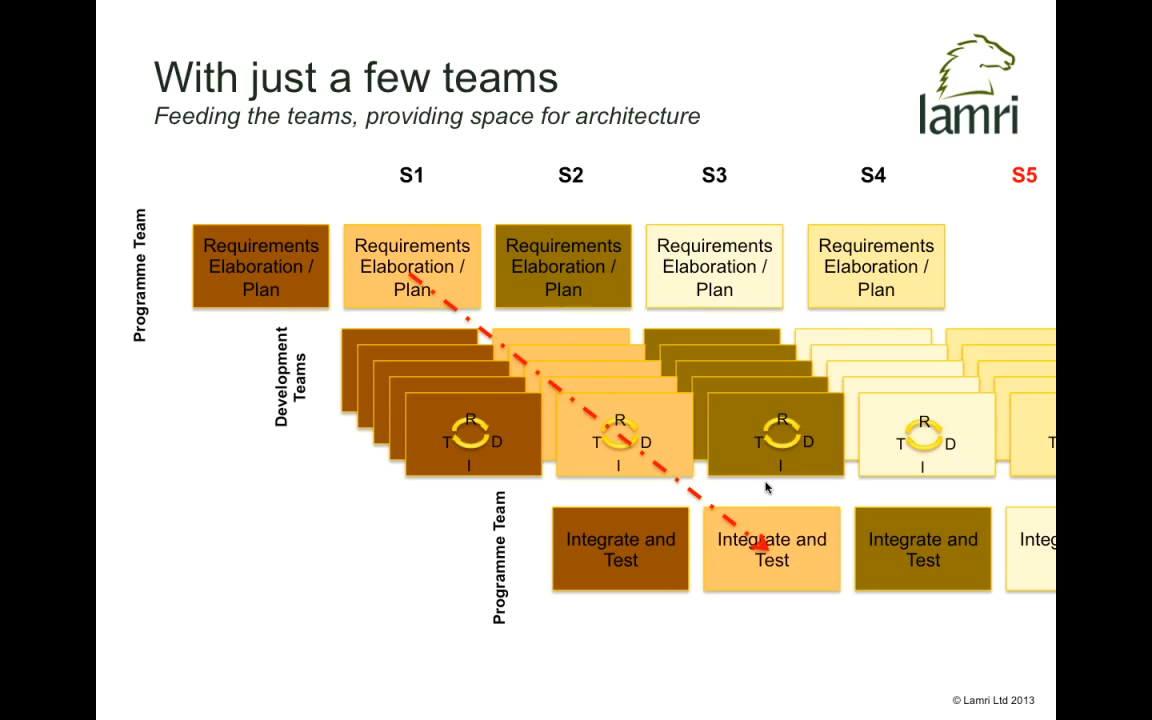 With just a few teams
Feeding the teams, providing space for architecture
lamri
S1
S2
S3
S4
S5
Programme Team
Requirements
Elaboration /
Plan
Requirements
Elaboration /
Plan
Requirements
Elaboration /
Plan
Requirements
Elaboration /
Plan
Requirements
Elaboration /
Plan
Development
Teams
R
T D
I
R
T D
I
R
T D
I
R
T D
I
T
Programme Team
Integrate and
Test
Integrate and
Test
Integrate and
Test
Integ
© Lamri Ltd 2013